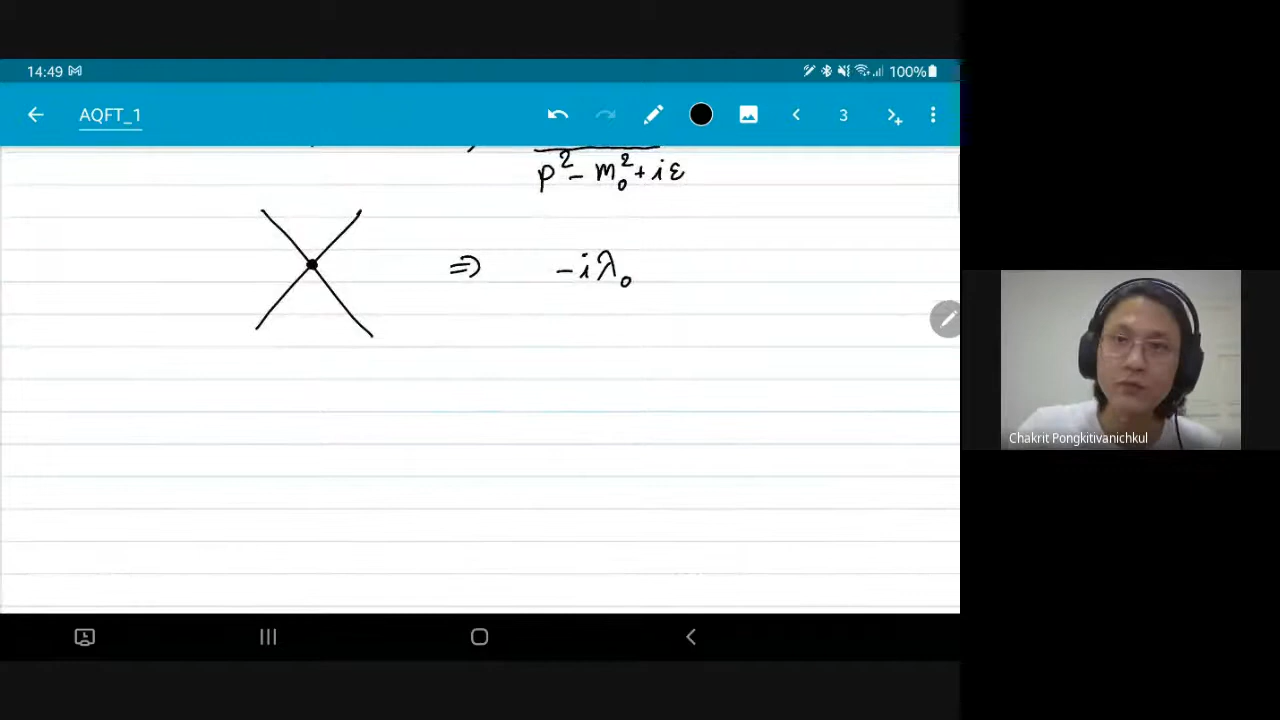 14:49 100%
AQFT_1 3
p² - m₀² + iε
⇒ -iλ₀
Chakrit Pongkitivanichkul